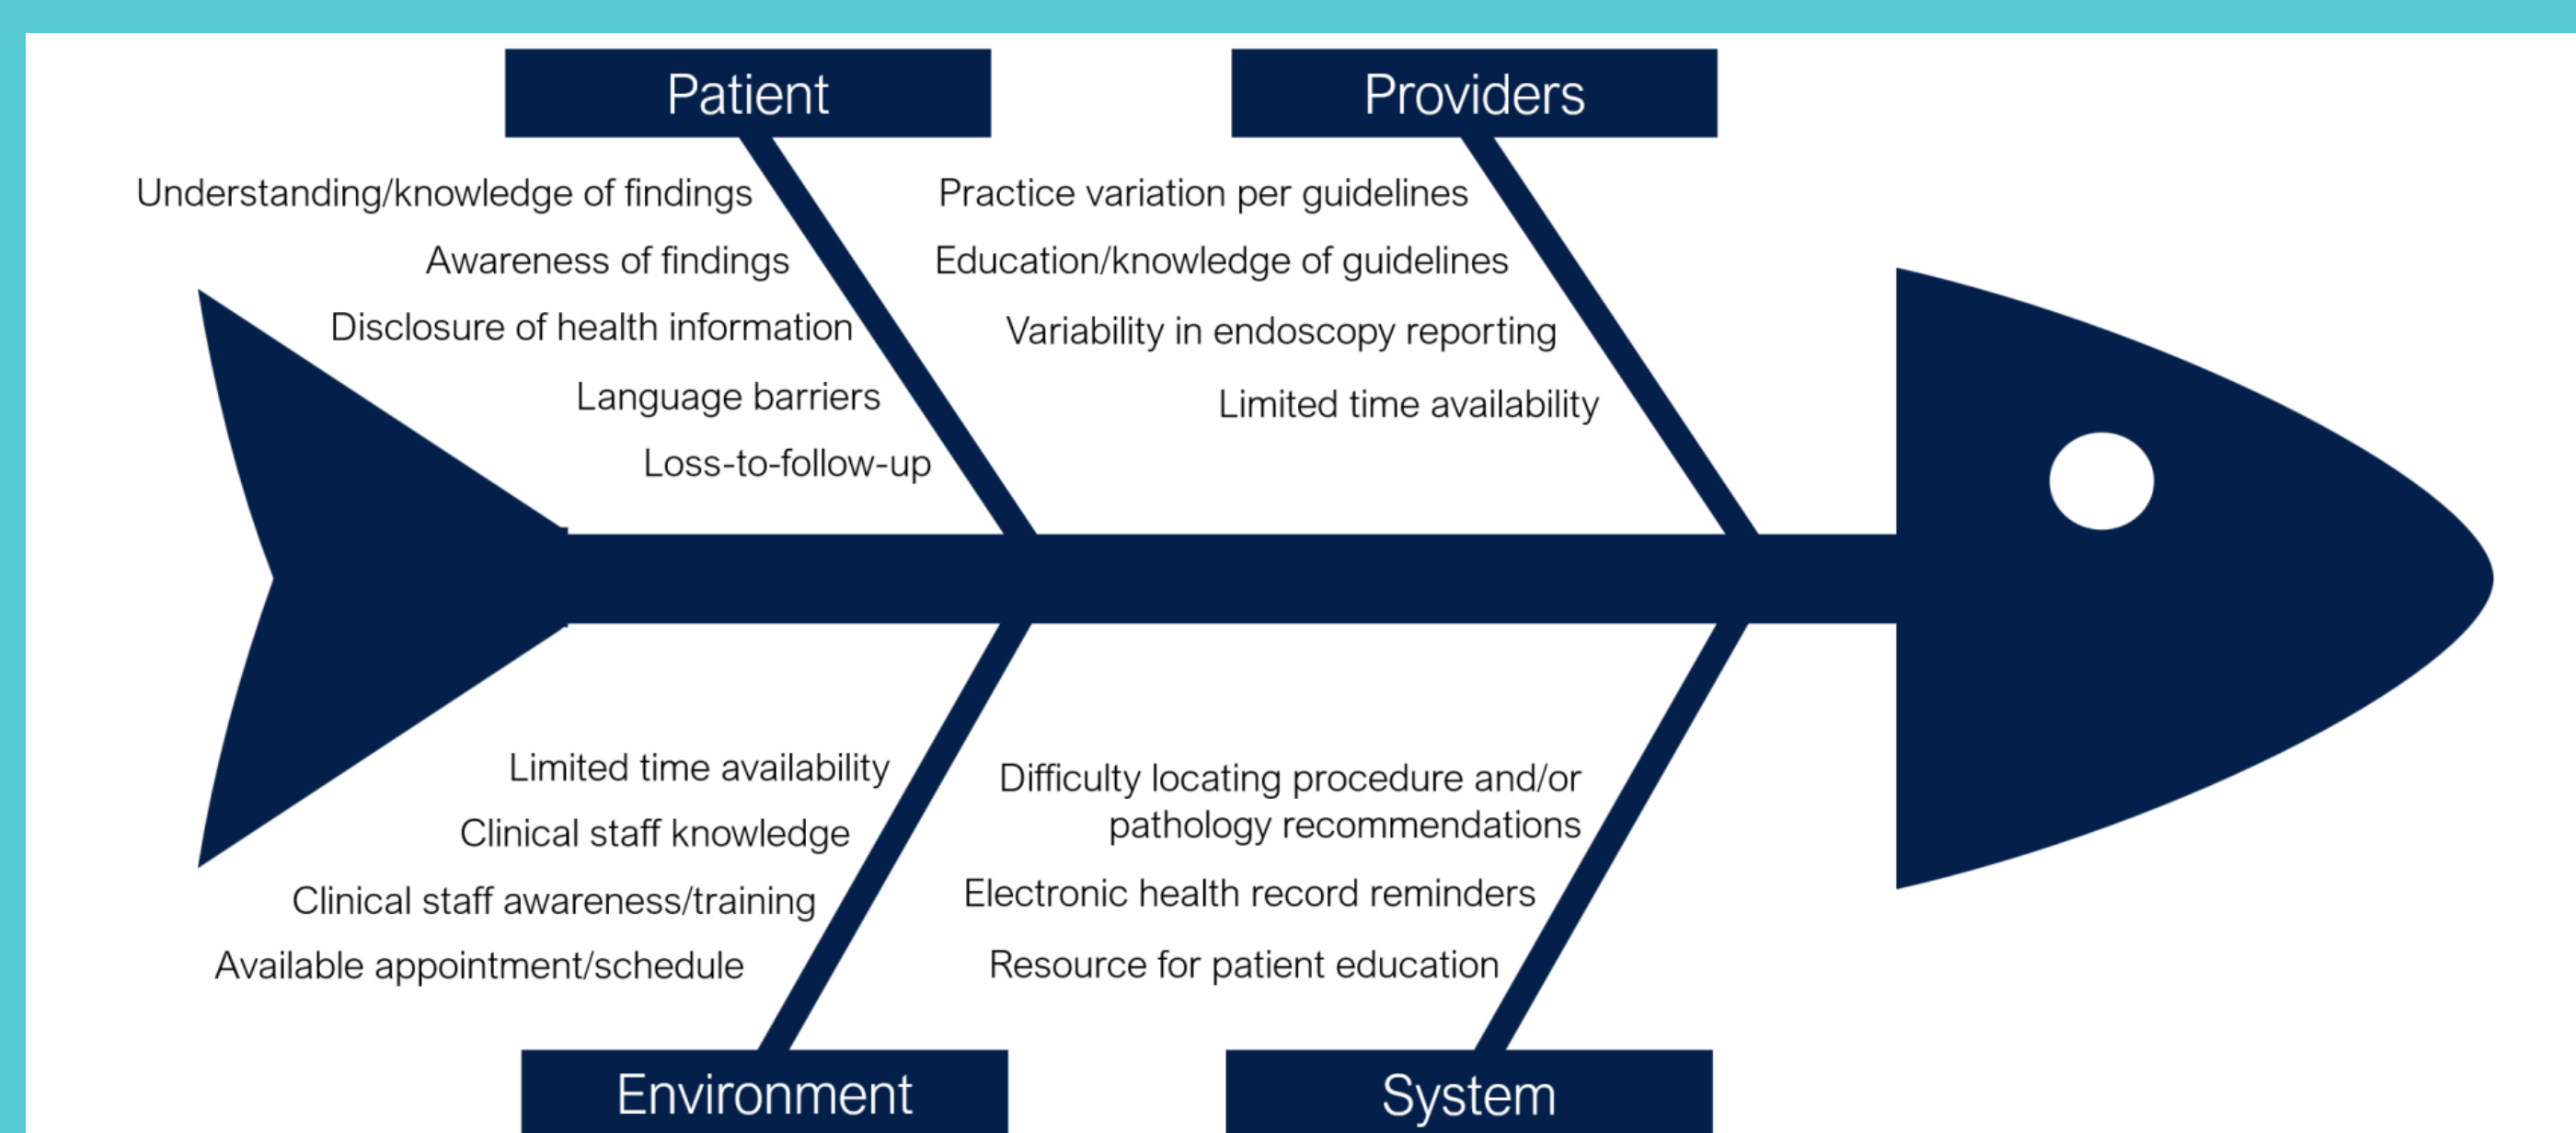 Patient
Providers
Understanding/knowledge of findings
Awareness of findings
Disclosure of health information
Language barriers
Loss-to-follow-up
Practice variation per guidelines
Education/knowledge of guidelines
Variability in endoscopy reporting
Limited time availability
Limited time availability
Clinical staff knowledge
Clinical staff awareness/training
Available appointment/schedule
Difficulty locating procedure and/or
pathology recommendations
Electronic health record reminders
Resource for patient education
Environment
System